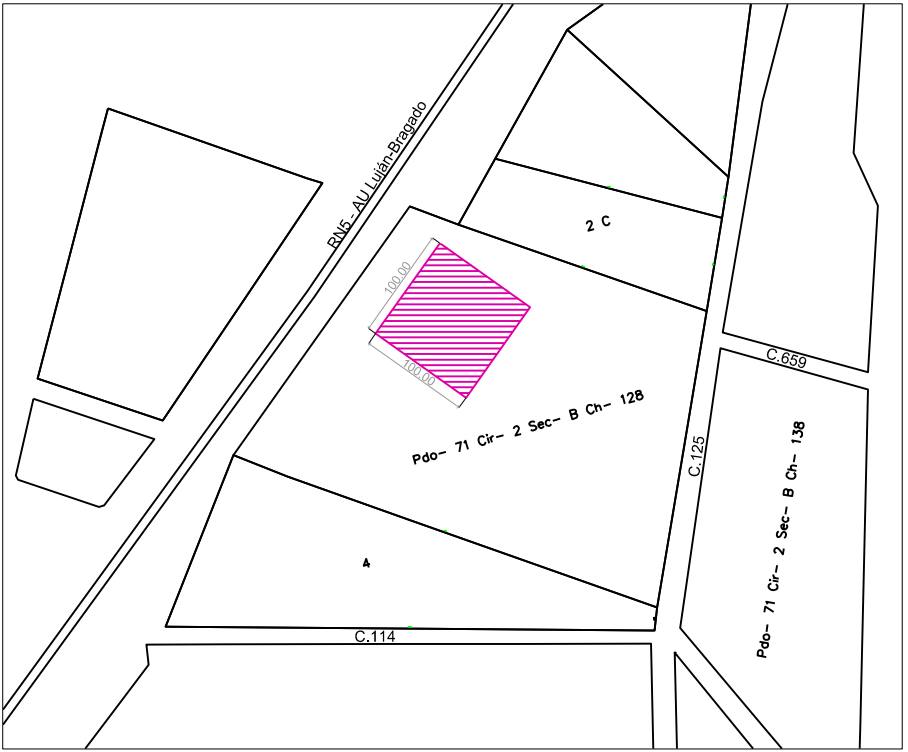 RN5 - AU Luján-Bragado
2 C
100.00
100.00
C.659
Pdo- 71 Cir- 2 Sec- B Ch- 128
C.125
Pdo- 71 Cir- 2 Sec- B Ch- 138
4
C.114